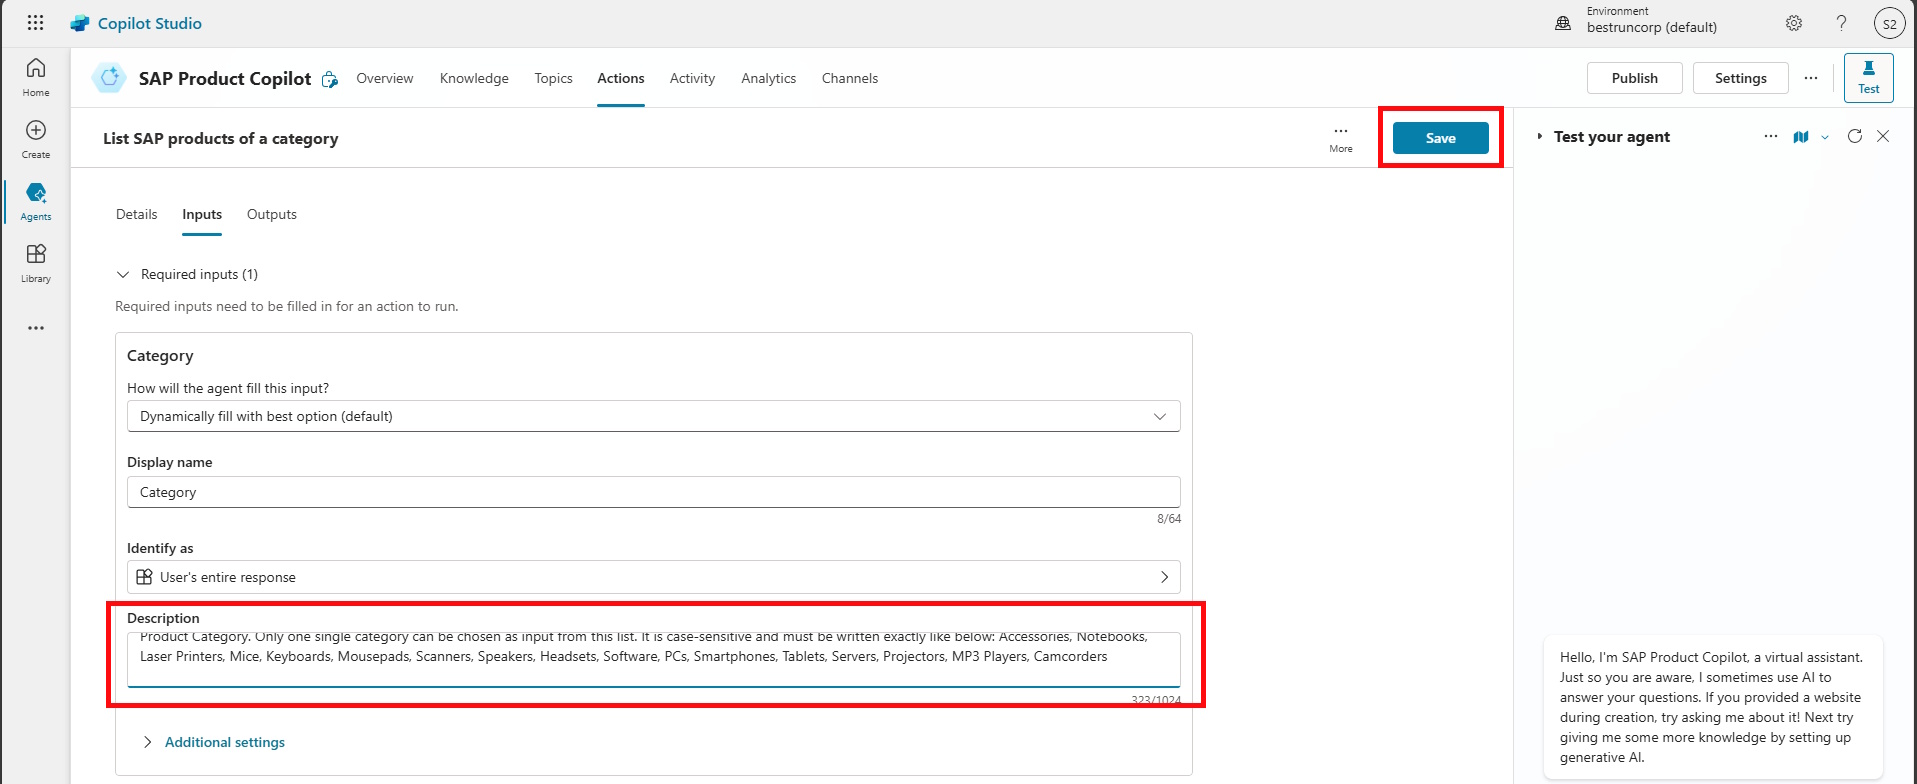 Copilot Studio
Environment
bestruncorp (default)
S2
Home
Create
Agents
Library
SAP Product Copilot
Overview
Knowledge
Topics
Actions
Activity
Analytics
Channels
Publish
Settings
Test
List SAP products of a category
More
Save
Details
Inputs
Outputs
Required inputs (1)
Required inputs need to be filled in for an action to run.
Category
How will the agent fill this input?
Dynamically fill with best option (default)
Display name
Category
8/64
Identify as
User's entire response
Description
Product Category. Only one single category can be chosen as input from this list. It is case-sensitive and must be written exactly like below: Accessories, Notebooks,
Laser Printers, Mice, Keyboards, Mousepads, Scanners, Speakers, Headsets, Software, PCs, Smartphones, Tablets, Servers, Projectors, MP3 Players, Camcorders
323/1024
Additional settings
Test your agent
Hello, I'm SAP Product Copilot, a virtual assistant.
Just so you are aware, I sometimes use AI to
answer your questions. If you provided a website
during creation, try asking me about it! Next try
giving me some more knowledge by setting up
generative AI.